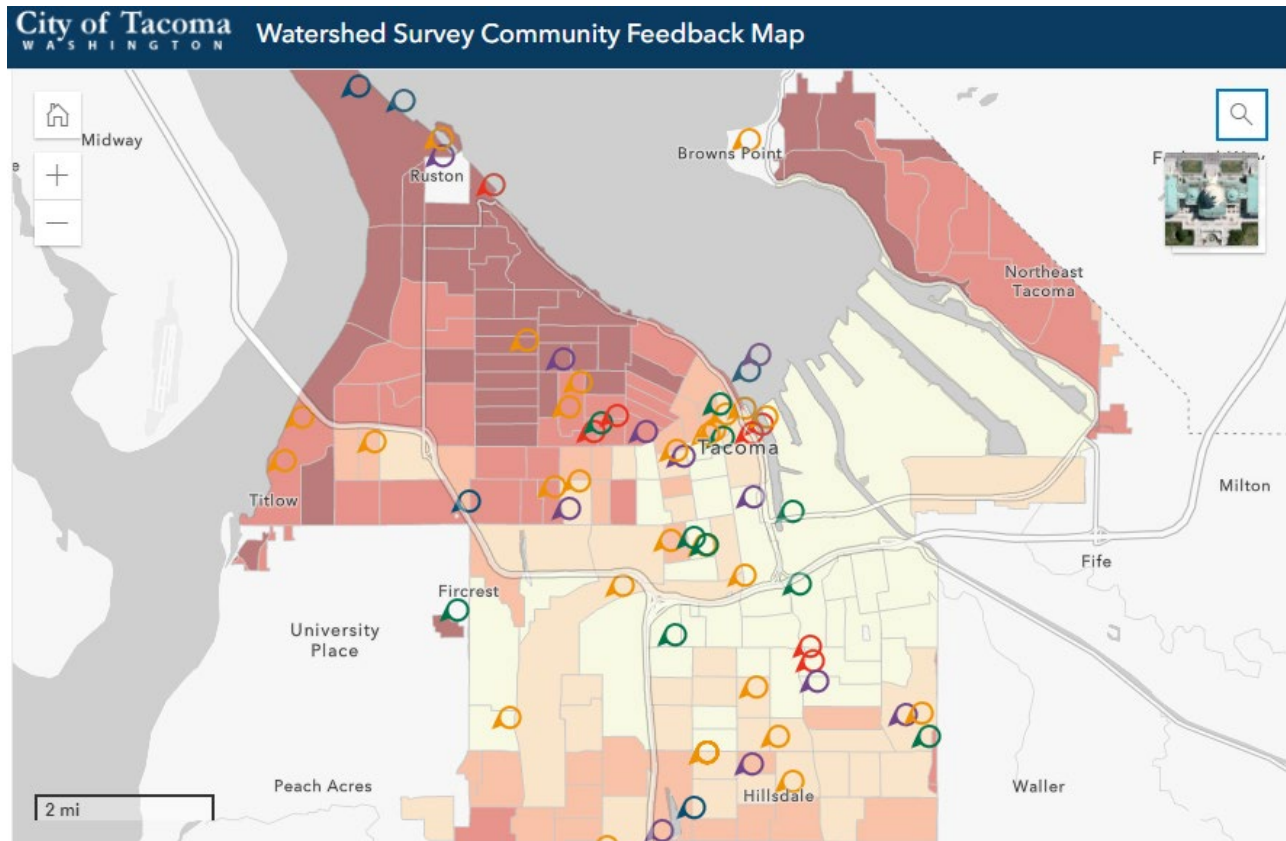 City of Tacoma
WASHINGTON
Watershed Survey Community Feedback Map
Midway
Browns Point
Ruston
Northeast
Tacoma
Tacoma
Titlow
Milton
Fife
Fircrest
University
Place
Peach Acres
Hillsdale
Waller
2 mi